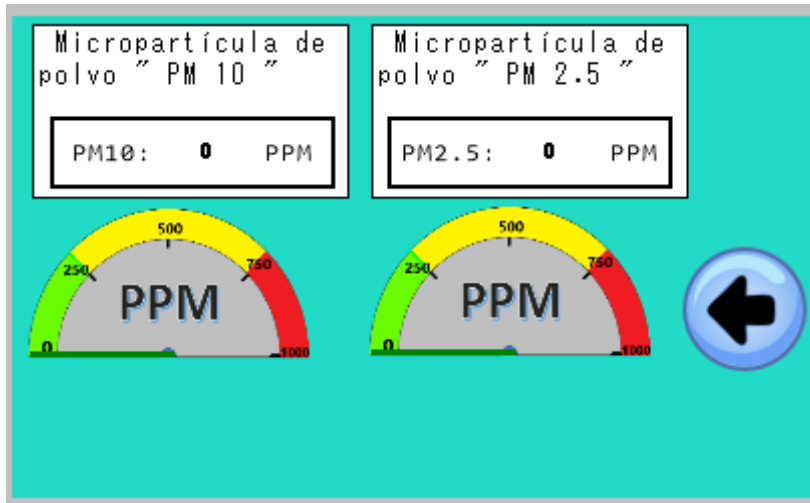 Micropartícula de
polvo " PM 10 "
PM10: 0 PPM
Micropartícula de
polvo " PM 2.5 "
PM2.5: 0 PPM
500
250
750
PPM
0
1000
500
250
750
PPM
0
1000